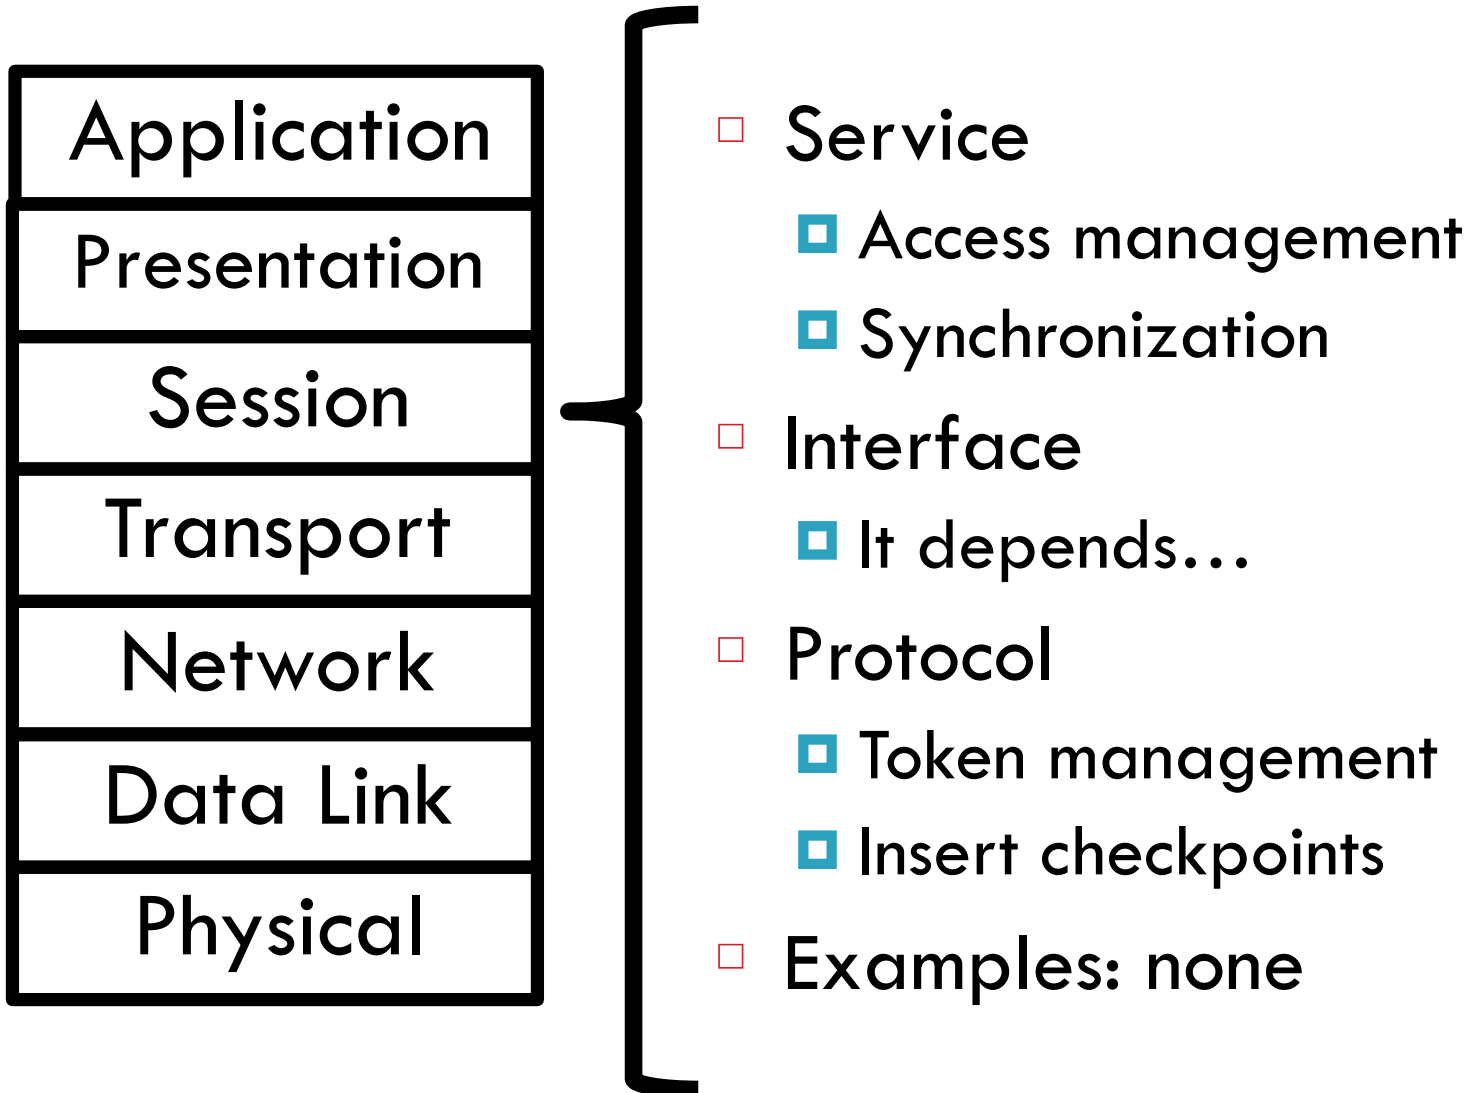 Application
Presentation
Session
Transport
Network
Data Link
Physical
Service
Access management
Synchronization
Interface
It depends…
Protocol
Token management
Insert checkpoints
Examples: none